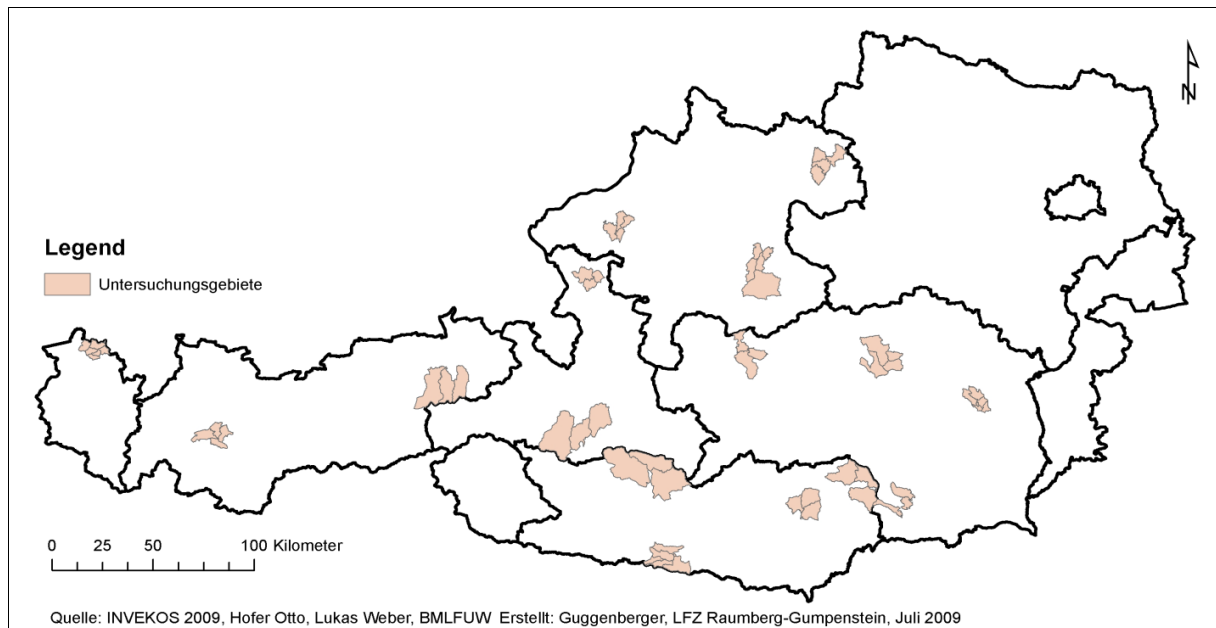 N
Legend
Untersuchungsgebiete
0 25 50 100 Kilometer
Quelle: INVEKOS 2009, Hofer Otto, Lukas Weber, BMLFUW Erstellt: Guggenberger, LFZ Raumberg-Gumpenstein, Juli 2009